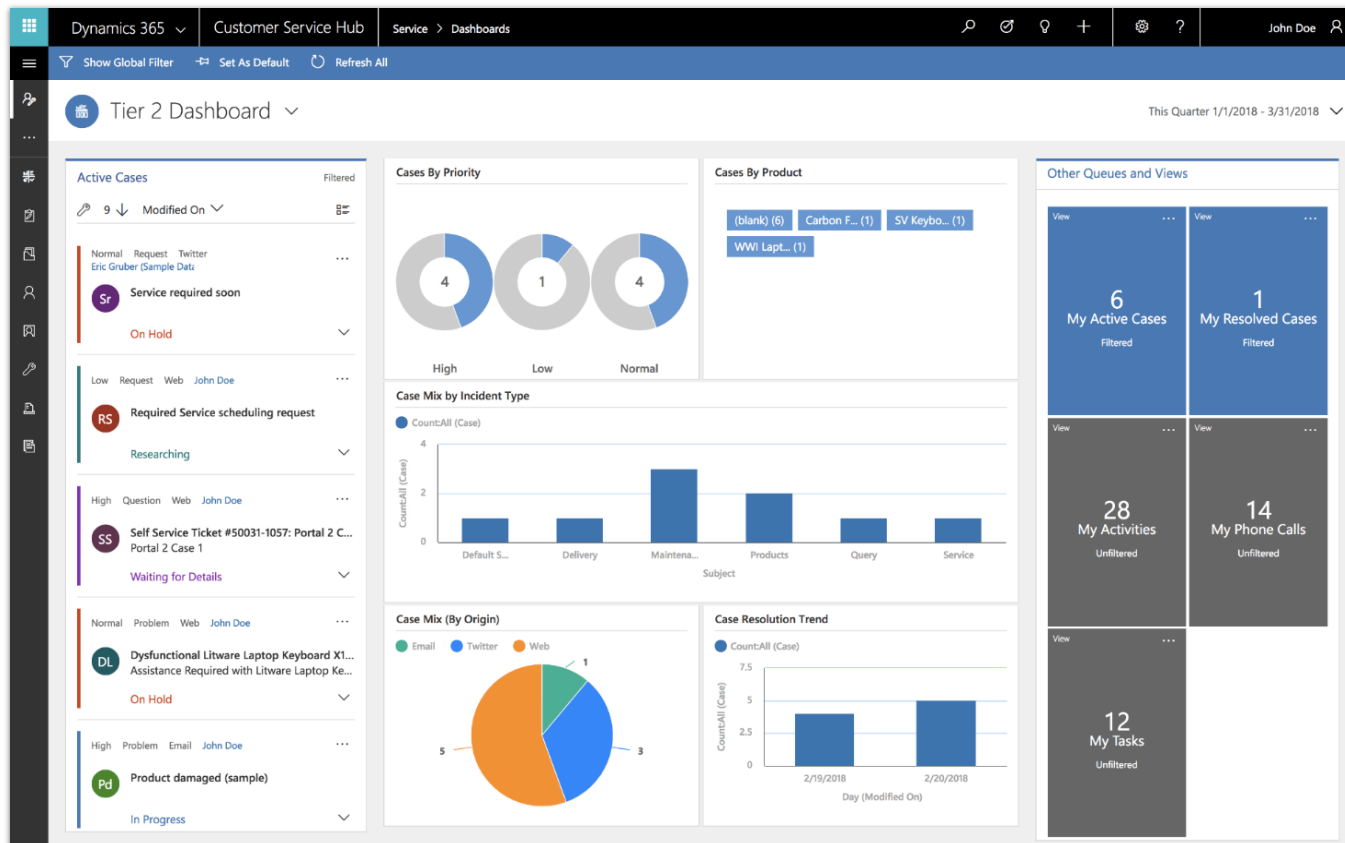 Dynamics 365
Customer Service Hub
Service > Dashboards
John Doe
Show Global Filter
Set As Default
Refresh All
Tier 2 Dashboard
This Quarter 1/1/2018 - 3/31/2018
Active Cases
Filtered
9
Modified On
Normal Request Twitter
Eric Gruber (Sample Data
Sr
Service required soon
On Hold
Low Request Web John Doe
RS
Required Service scheduling request
Researching
High Question Web John Doe
SS
Self Service Ticket #50031-1057: Portal 2 C...
Portal 2 Case 1
Waiting for Details
Normal Problem Web John Doe
DL
Dysfunctional Litware Laptop Keyboard X1...
Assistance Required with Litware Laptop Ke...
On Hold
High Problem Email John Doe
Pd
Product damaged (sample)
In Progress
Cases By Priority
4 1 4
High Low Normal
Cases By Product
(blank) (6) Carbon F... (1) SV Keybo... (1)
WWI Lapt... (1)
Case Mix by Incident Type
Count:All (Case)
Count:All (Case)
4
2
0
Default S... Delivery Maintena... Products Query Service
Subject
Case Mix (By Origin)
Email Twitter Web
1
5
3
Case Resolution Trend
Count:All (Case)
Count:All (Case)
7.5
5
2.5
0
2/19/2018 2/20/2018
Day (Modified On)
Other Queues and Views
View
6
My Active Cases
Filtered
View
1
My Resolved Cases
Filtered
View
28
My Activities
Unfiltered
View
14
My Phone Calls
Unfiltered
View
12
My Tasks
Unfiltered